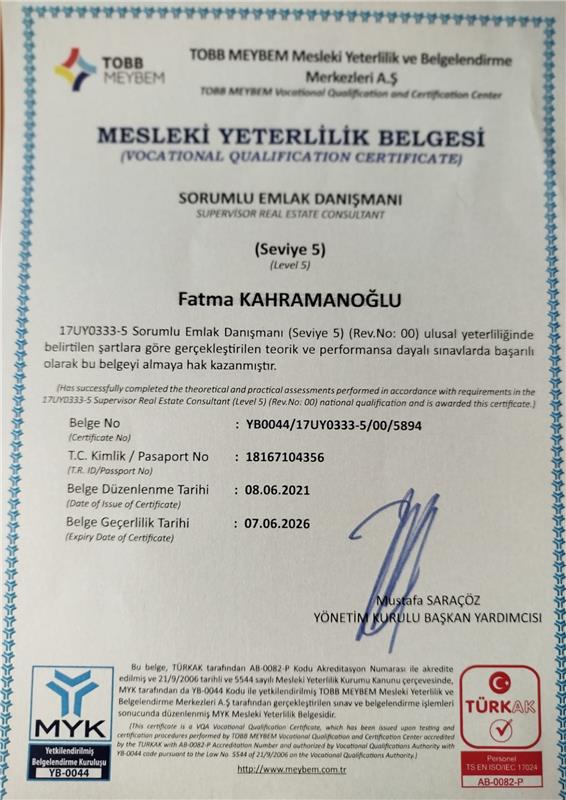 TOBB
MEYBEM
TOBB MEYBEM Mesleki Yeterlilik ve Belgelendirme
Merkezleri A.Ş
TOBB MEYBEM Vocational Qualification and Certification Center
MESLEKİ YETERLİLİK BELGESİ
(VOCATIONAL QUALIFICATION CERTIFICATE)
SORUMLU EMLAK DANIŞMANI
SUPERVISOR REAL ESTATE CONSULTANT
(Seviye 5)
(Level 5)
Fatma KAHRAMANOĞLU
17UY0333-5 Sorumlu Emlak Danışmanı (Seviye 5) (Rev.No: 00) ulusal yeterliliğinde
belirtilen şartlara göre gerçekleştirilen teorik ve performansa dayalı sınavlarda başarılı
olarak bu belgeyi almaya hak kazanmıştır.
(Has successfully completed the theoretical and practical assessments performed in accordance with requirements in the
17UY0333-5 Supervisor Real Estate Consultant (Level 5) (Rev.No: 00) national qualification and is awarded this certificate.)
Belge No : YB0044/17UY0333-5/00/5894
(Certificate No)
T.C. Kimlik / Pasaport No : 18167104356
(T.R. ID/Passport No)
Belge Düzenlenme Tarihi : 08.06.2021
(Date of Issue of Certificate)
Belge Geçerlilik Tarihi : 07.06.2026
(Expiry Date of Certificate)
Mustafa SARAÇÖZ
YÖNETİM KURULU BAŞKAN YARDIMCISI
Bu belge, TÜRKAK tarafından AB-0082-P Kodu Akreditasyon Numarası ile akredite
edilmiş ve 21/9/2006 tarihli ve 5544 sayılı Mesleki Yeterlilik Kurumu Kanunu çerçevesinde,
MYK tarafından da YB-0044 Kodu ile yetkilendirilmiş TOBB MEYBEM Mesleki Yeterlilik ve
Belgelendirme Merkezleri A.Ş tarafından gerçekleştirilen sınav ve belgelendirme işlemleri
sonucunda düzenlenmiş MYK Mesleki Yeterlilik Belgesidir.
(This certificate is a VQA Vocational Qualification Certificate, which has been issued upon testing and
certification procedures performed by TOBB MEYBEM Vocational Qualification and Certification Center accredited
by the TURKAK with AB-0082-P Accreditation Number and authorized by Vocational Qualifications Authority with
YB-0044 code pursuant to the Law No. 5544 of 21/9/2006 on the Vocational Qualifications Authority.)
http://www.meybem.com.tr
MYK
Yetkilendirilmiş
Belgelendirme Kuruluşu
YB-0044
TÜRKAK
Personel
TS EN ISO/IEC 17024
AB-0082-P